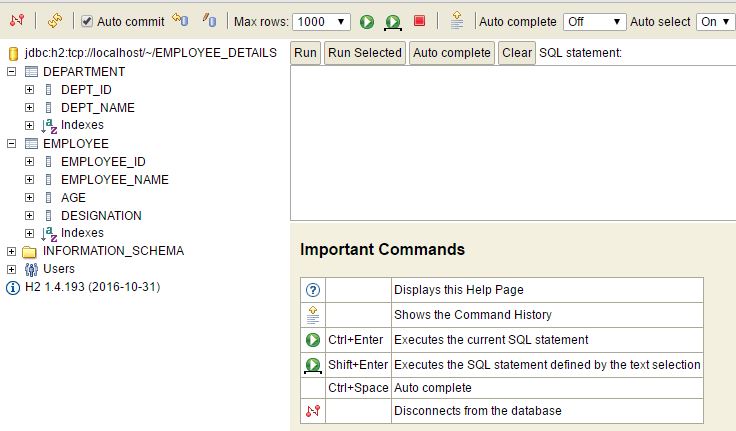 Auto commit Max rows: 1000 Auto complete Off Auto select On
jdbc:h2:tcp://localhost/~/EMPLOYEE_DETAILS
DEPARTMENT
DEPT_ID
DEPT_NAME
Indexes
EMPLOYEE
EMPLOYEE_ID
EMPLOYEE_NAME
AGE
DESIGNATION
Indexes
INFORMATION_SCHEMA
Users
H2 1.4.193 (2016-10-31)
Run Run Selected Auto complete Clear SQL statement:
Important Commands
Displays this Help Page
Shows the Command History
Ctrl+Enter Executes the current SQL statement
Shift+Enter Executes the SQL statement defined by the text selection
Ctrl+Space Auto complete
Disconnects from the database